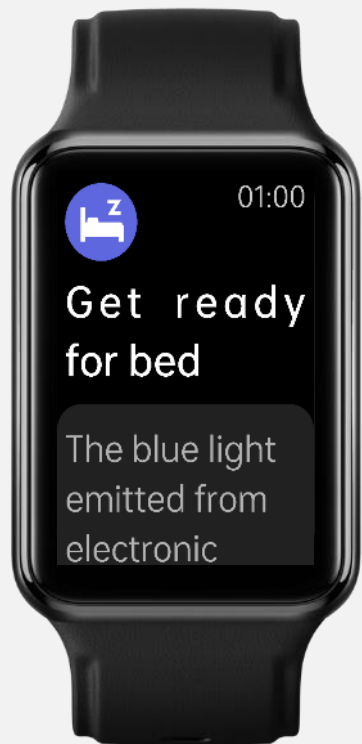 01:00
Get ready
for bed
The blue light
emitted from
electronic